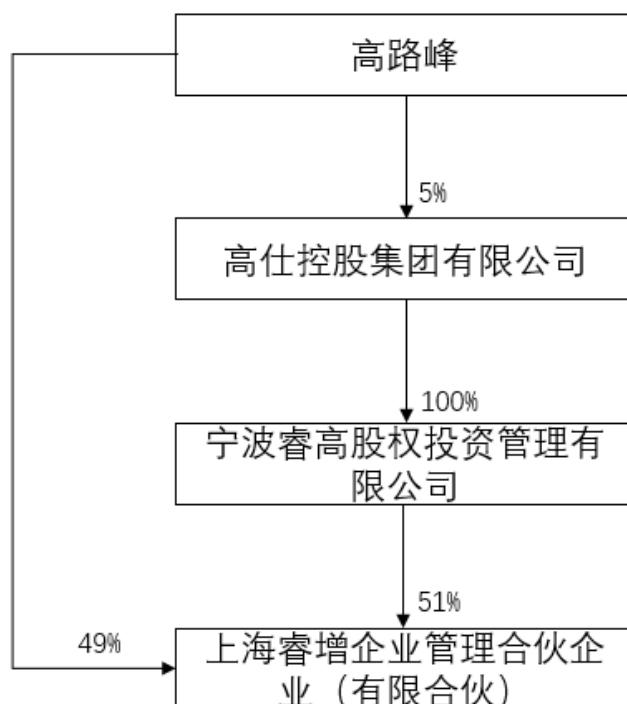 高路峰
5%
高仕控股集团有限公司
100%
宁波睿高股权投资管理有
限公司
51%
49%
上海睿增企业管理合伙企
业（有限合伙）